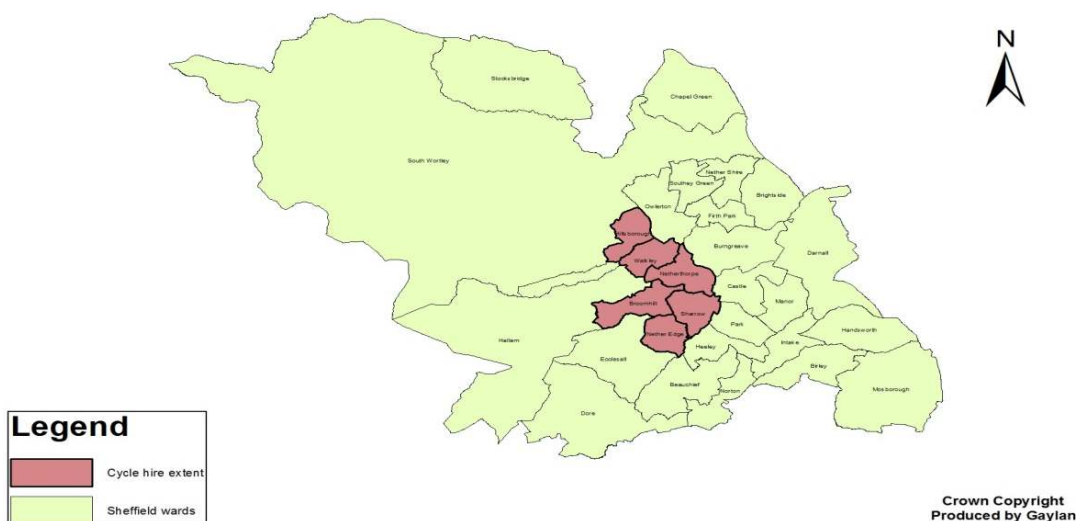 N
Stocksbridge
Chapel Green
South Wortley
Nether Shire
Southey Green
Brightside
Owlerton
Firth Park
Hillsborough
Burngreave
Darnall
Walkley
Netherthorpe
Castle
Manor
Broomhill
Sharrow
Park
Handsworth
Nether Edge
Heeley
Intake
Hallam
Ecclesall
Birley
Beauchief
Norton
Mosborough
Dore
Legend
Cycle hire extent
Sheffield wards
Crown Copyright
Produced by Gaylan